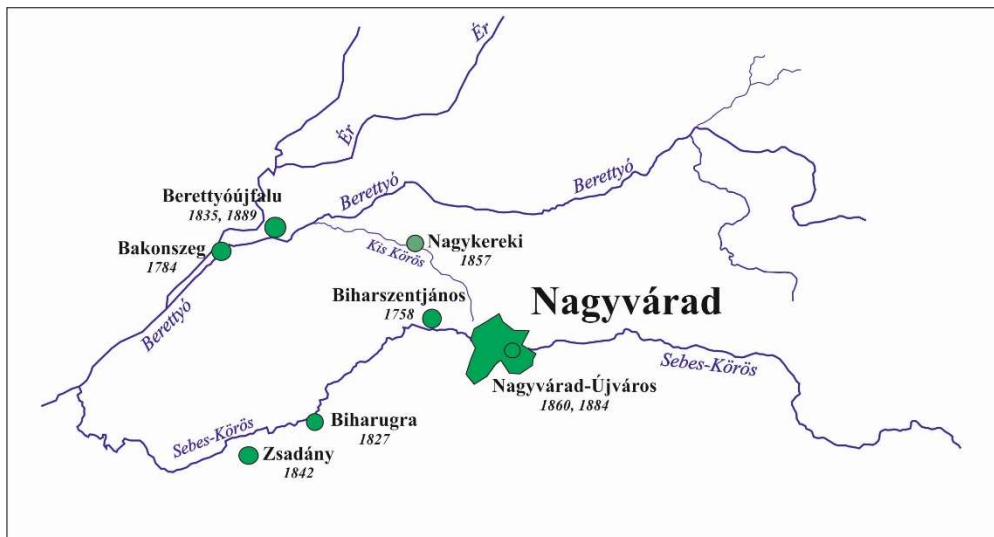 Ér
Ér
Berettyó
Berettyóújfalu
1835, 1889
Berettyó
Bakonszeg
1784
Nagykereki
1857
Kis Körös
Biharszentjános
1758
Nagyvárad
Berettyó
Sebes-Körös
Nagyvárad-Újváros
1860, 1884
Biharugra
1827
Sebes-Körös
Zsadány
1842